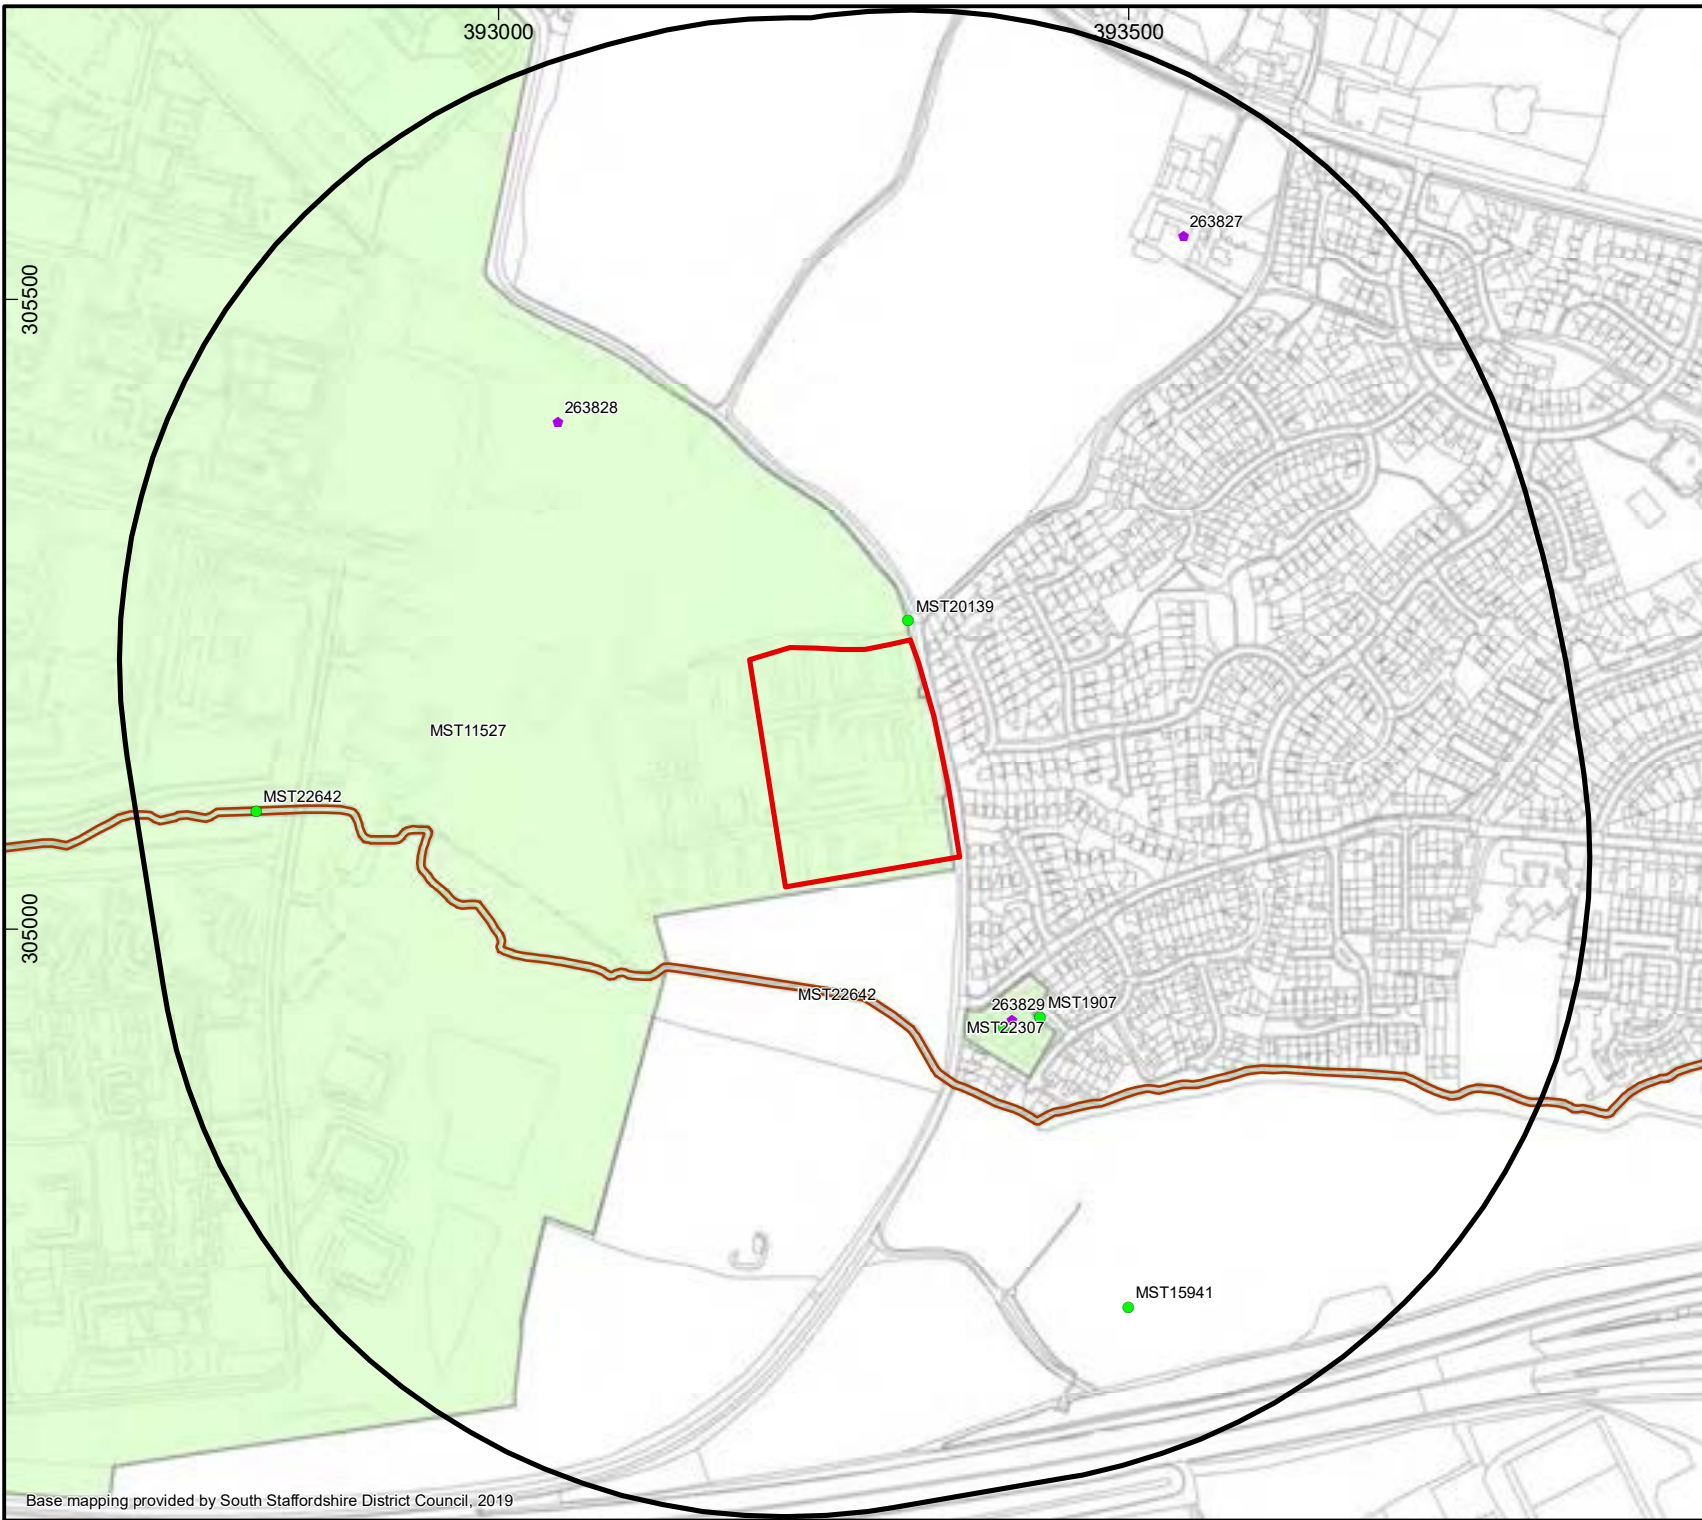 393000
393500
263827
305500
263828
MST20139
MST11527
MST22642
305000
MST22642
263829
MST1907
MST22307
MST15941
Base mapping provided by South Staffordshire District Council, 2019